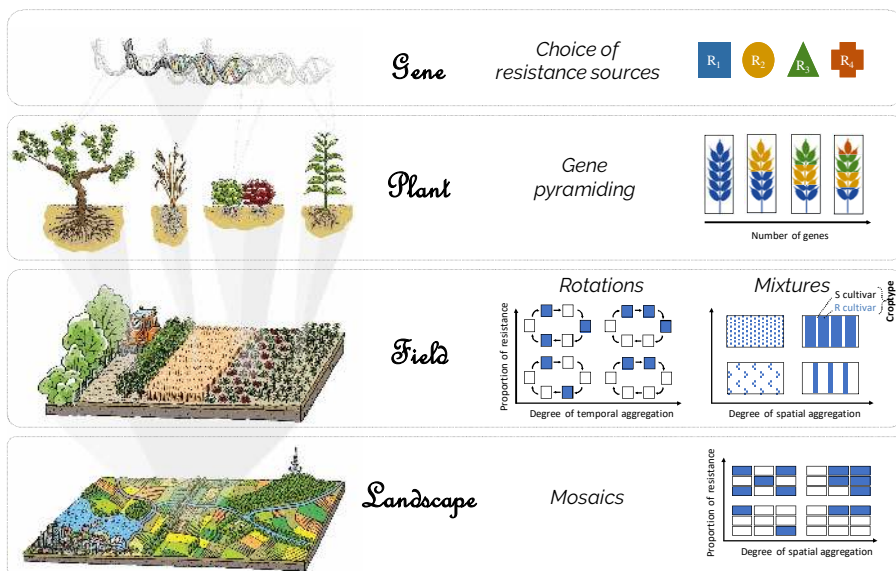 Gene
Choice of
resistance sources
R1
R2
R3
R4
Plant
Gene
pyramiding
Number of genes
Field
Rotations
Proportion of resistance
Degree of temporal aggregation
Mixtures
S cultivar
R cultivar
Croptype
Degree of spatial aggregation
Landscape
Mosaics
Proportion of resistance
Degree of spatial aggregation